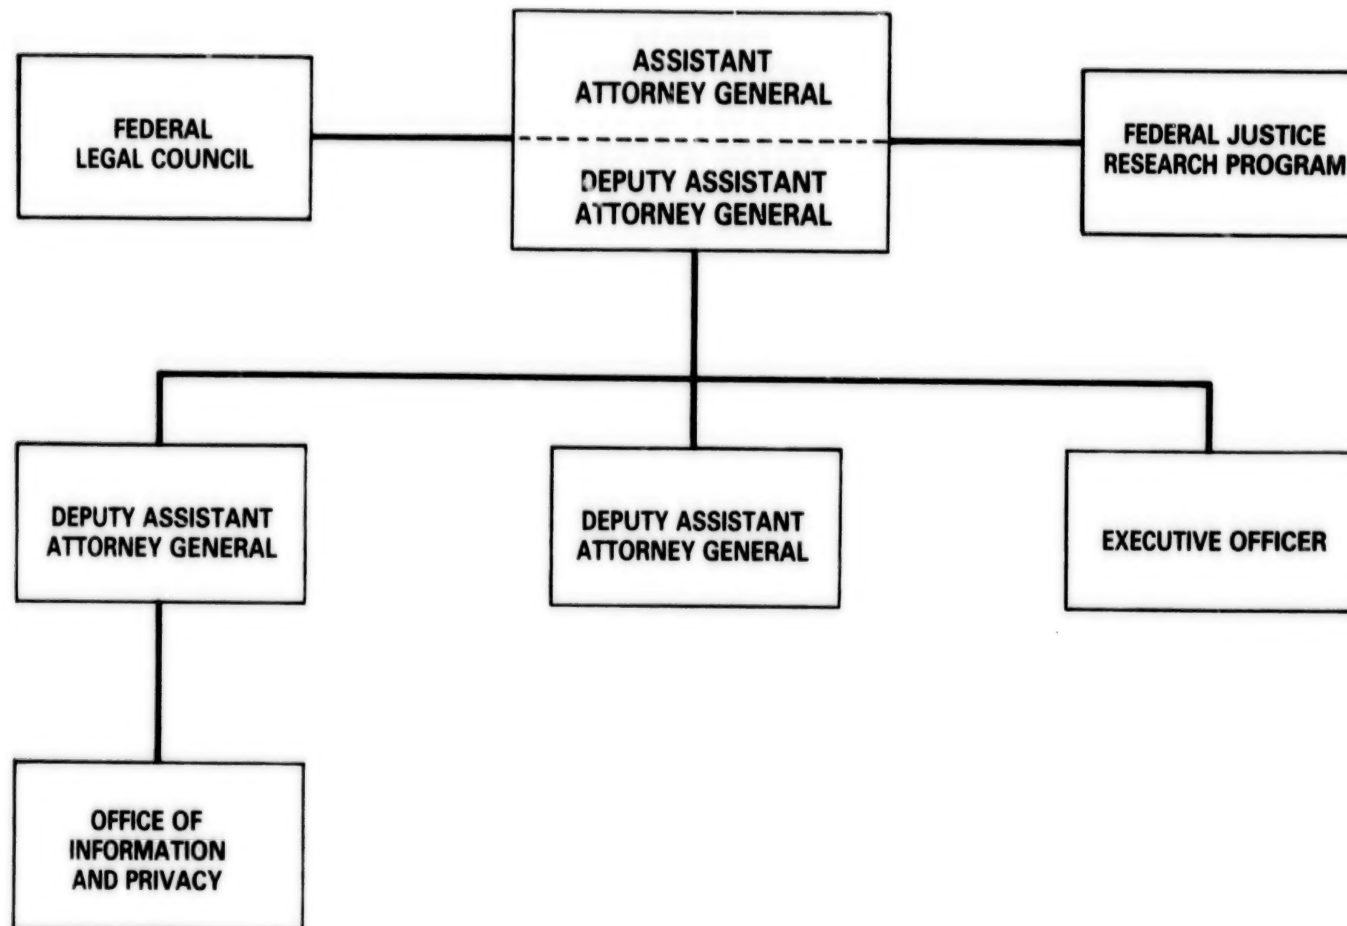 ASSISTANT
ATTORNEY GENERAL
DEPUTY ASSISTANT
ATTORNEY GENERAL
FEDERAL
LEGAL COUNCIL
FEDERAL JUSTICE
RESEARCH PROGRAM
DEPUTY ASSISTANT
ATTORNEY GENERAL
DEPUTY ASSISTANT
ATTORNEY GENERAL
EXECUTIVE OFFICER
OFFICE OF
INFORMATION
AND PRIVACY